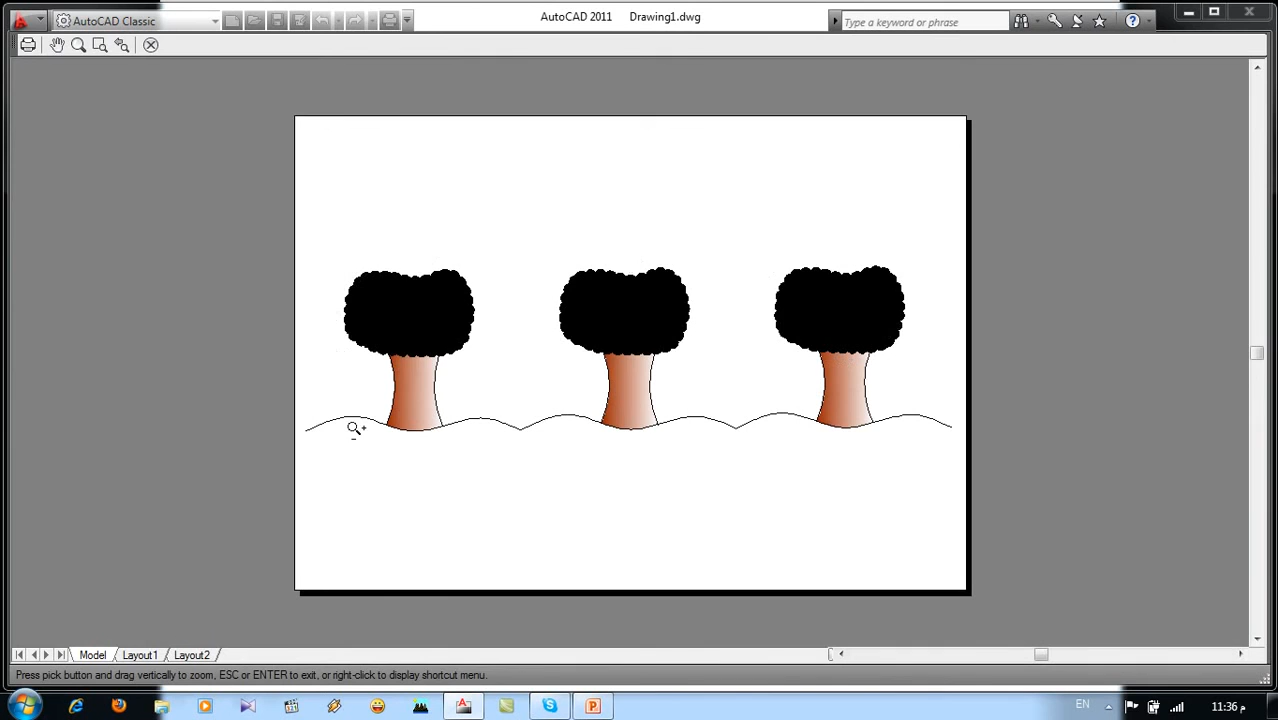 AutoCAD Classic
AutoCAD 2011 Drawing1.dwg
Type a keyword or phrase
Model
Layout1
Layout2
Press pick button and drag vertically to zoom, ESC or ENTER to exit, or right-click to display shortcut menu.
EN
11:36 م